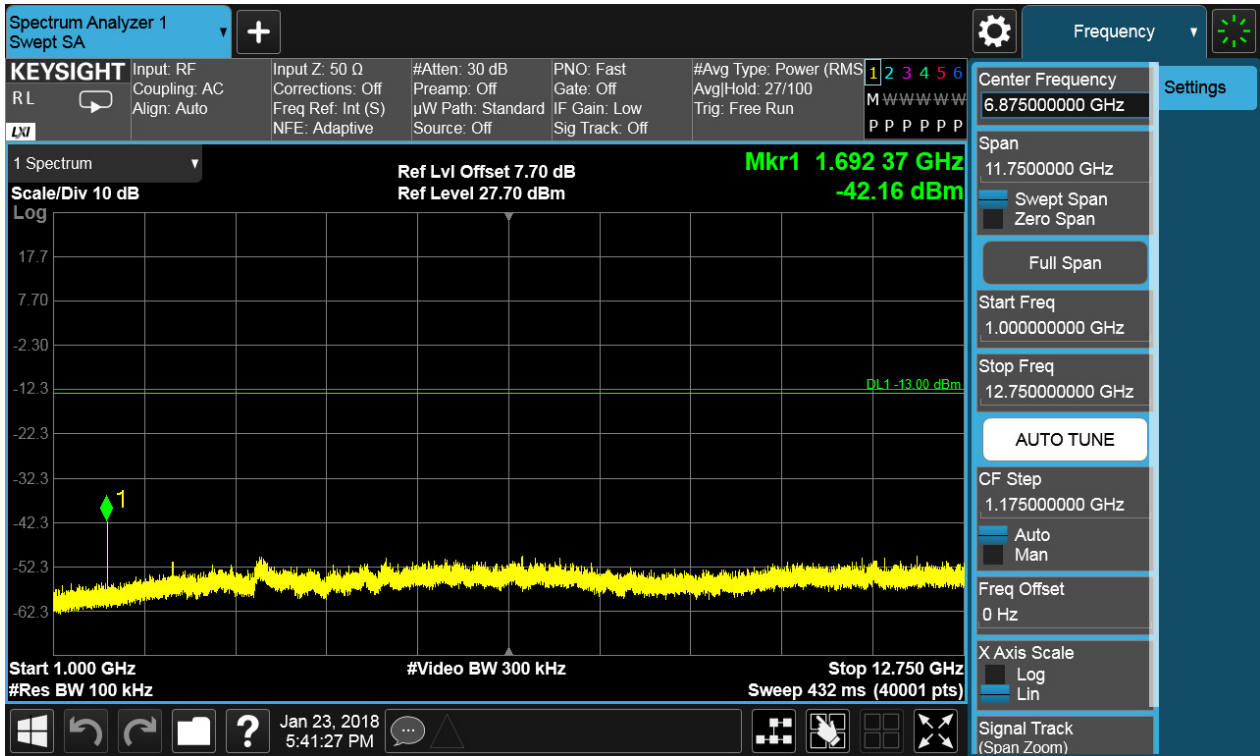 Spectrum Analyzer 1
Swept SA
+
Frequency
KEYSIGHT
R L
LXI
Input: RF
Coupling: AC
Align: Auto
Input Z: 50 Ω
Corrections: Off
Freq Ref: Int (S)
NFE: Adaptive
#Atten: 30 dB
Preamp: Off
µW Path: Standard
Source: Off
PNO: Fast
Gate: Off
IF Gain: Low
Sig Track: Off
#Avg Type: Power (RMS
Avg|Hold: 27/100
Trig: Free Run
1 2 3 4 5 6
M W W W W W
P P P P P P
1 Spectrum
Scale/Div 10 dB
Log
Ref Lvl Offset 7.70 dB
Ref Level 27.70 dBm
Mkr1 1.692 37 GHz
-42.16 dBm
17.7
7.70
-2.30
-12.3
-22.3
-32.3
-42.3
-52.3
-62.3
DL1 -13.00 dBm
1
Start 1.000 GHz
#Res BW 100 kHz
#Video BW 300 kHz
Stop 12.750 GHz
Sweep 432 ms (40001 pts)
Center Frequency
6.875000000 GHz
Span
11.7500000 GHz
Swept Span
Zero Span
Full Span
Start Freq
1.000000000 GHz
Stop Freq
12.750000000 GHz
AUTO TUNE
CF Step
1.175000000 GHz
Auto
Man
Freq Offset
0 Hz
X Axis Scale
Log
Lin
Signal Track
(Span Zoom)
Settings
?
Jan 23, 2018
5:41:27 PM